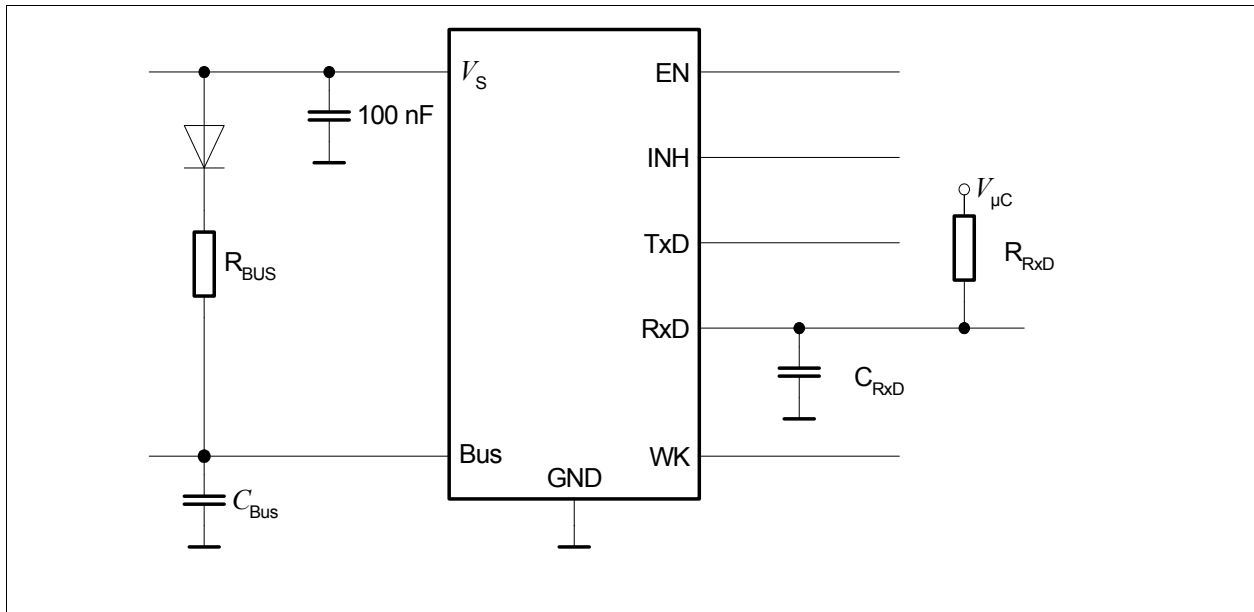 V_S
EN
100 nF
INH
V_µC
TxD
R_RxD
R_BUS
RxD
C_RxD
Bus
WK
GND
C_Bus